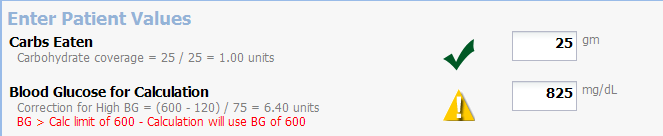 Enter Patient Values
Carbs Eaten
Carbohydrate coverage = 25 / 25 = 1.00 units
25 gm
Blood Glucose for Calculation
Correction for High BG = (600 - 120) / 75 = 6.40 units
BG > Calc limit of 600 - Calculation will use BG of 600
825 mg/dL